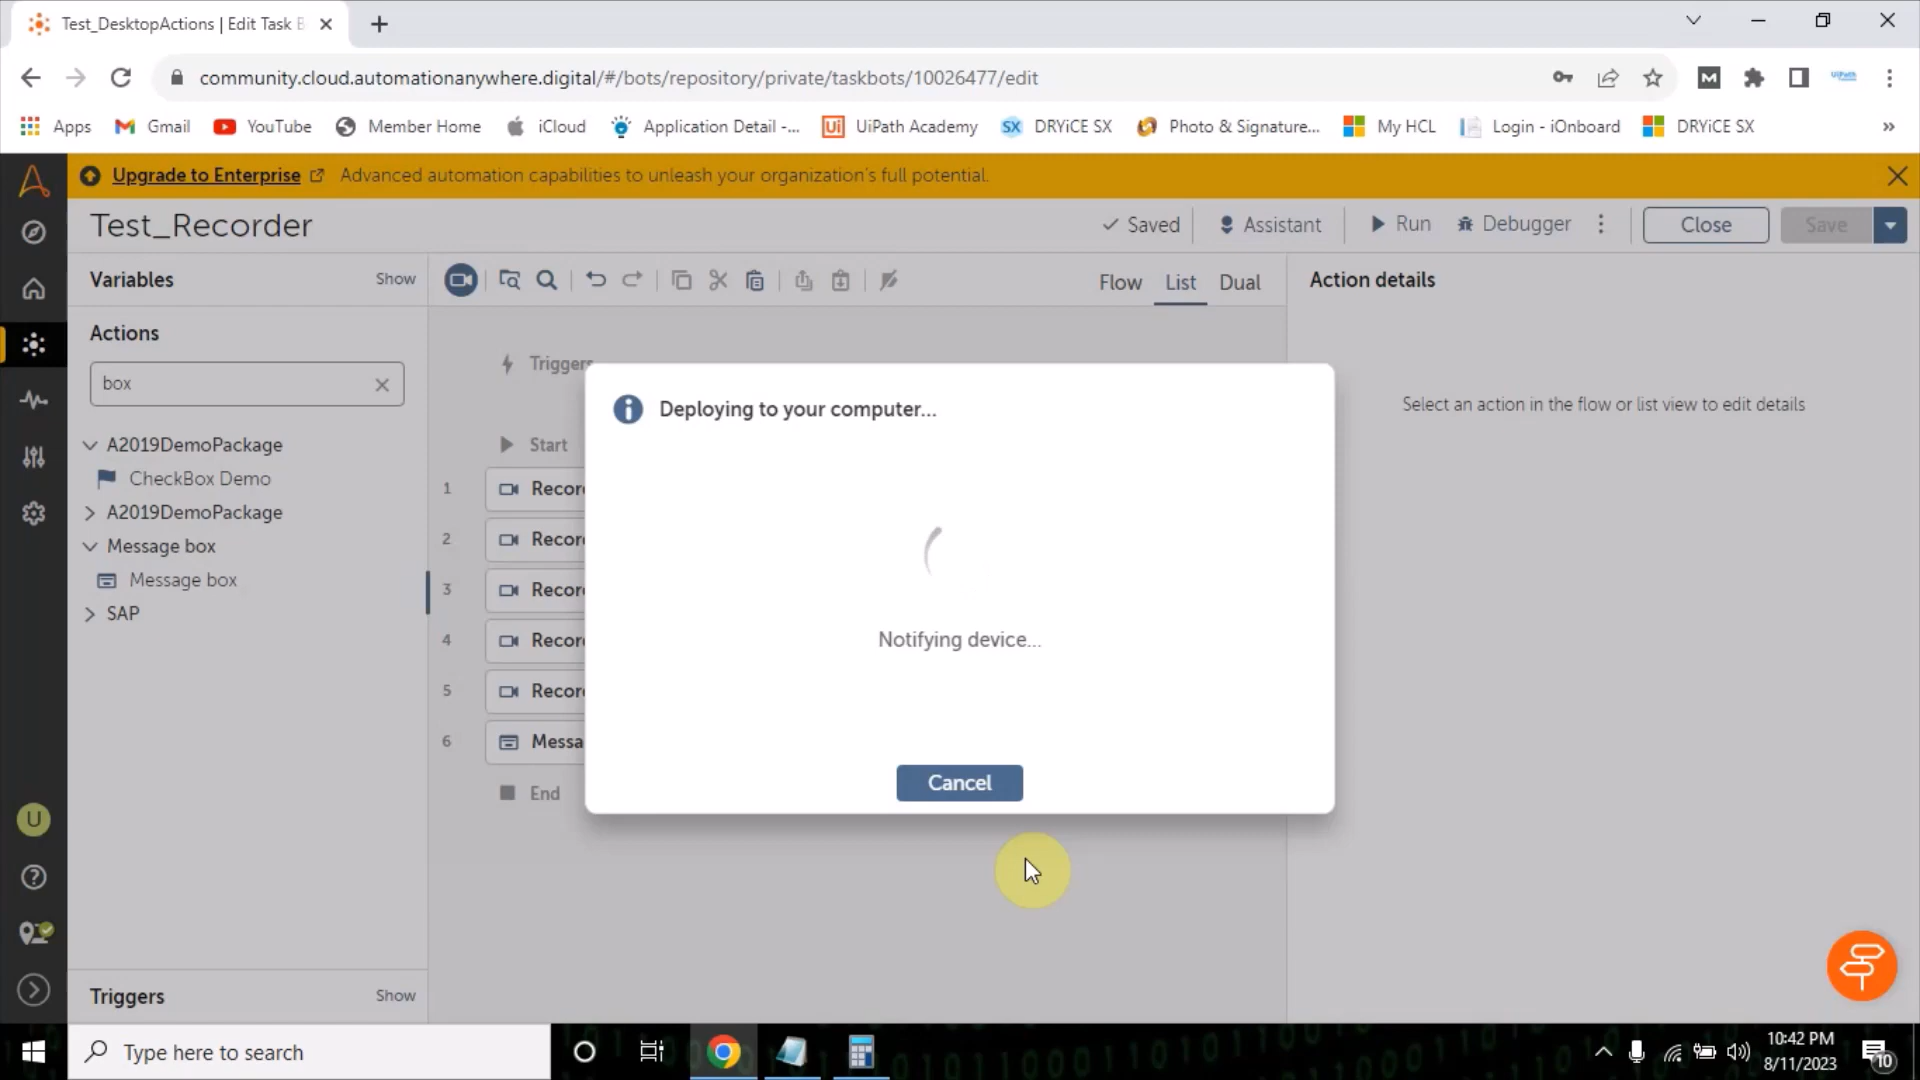 Test_DesktopActions | Edit Task B
community.cloud.automationanywhere.digital/#/bots/repository/private/taskbots/10026477/edit
M
UiPath
Apps
Gmail
YouTube
Member Home
iCloud
Application Detail -...
Ui
UiPath Academy
SX
DRYiCE SX
Photo & Signature...
My HCL
Login - iOnboard
DRYiCE SX
»
Upgrade to Enterprise
Advanced automation capabilities to unleash your organization's full potential.
Test_Recorder
Saved
Assistant
Run
Debugger
Close
Save
Variables
Show
Flow
List
Dual
Action details
Actions
box
Triggers
Select an action in the flow or list view to edit details
Deploying to your computer...
A2019DemoPackage
Start
CheckBox Demo
1
Recor
A2019DemoPackage
2
Recor
Message box
Message box
3
Recor
SAP
Notifying device...
4
Recor
5
Recor
6
Messa
Cancel
End
U
Triggers
Show
Type here to search
10:42 PM
8/11/2023
10